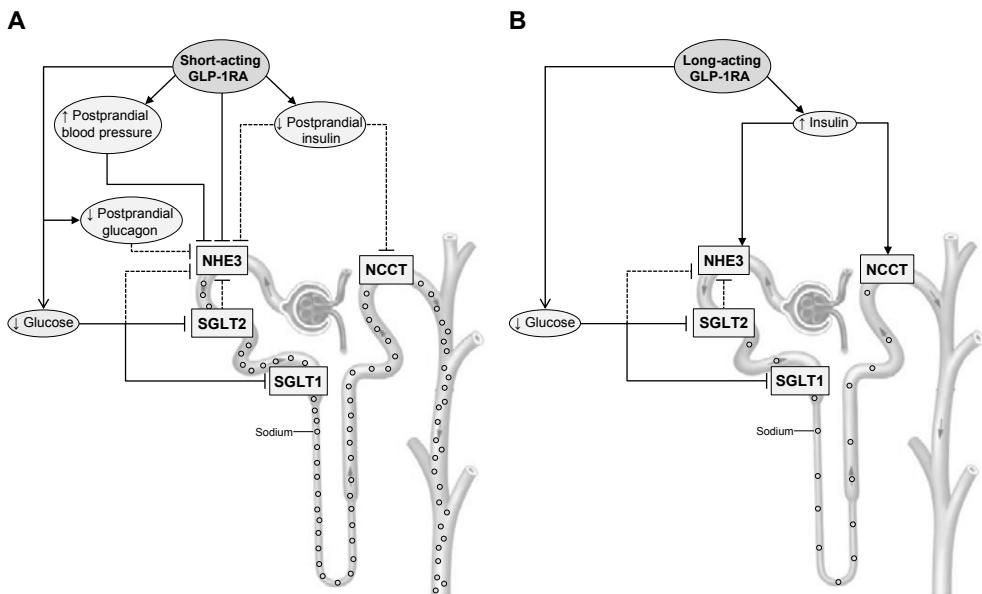 A
Short-acting
GLP-1RA
↑ Postprandial
blood pressure
↓ Postprandial
insulin
↓ Postprandial
glucagon
NHE3
NCCT
↓ Glucose
SGLT2
SGLT1
Sodium
B
Long-acting
GLP-1RA
↑ Insulin
NHE3
NCCT
↓ Glucose
SGLT2
SGLT1
Sodium